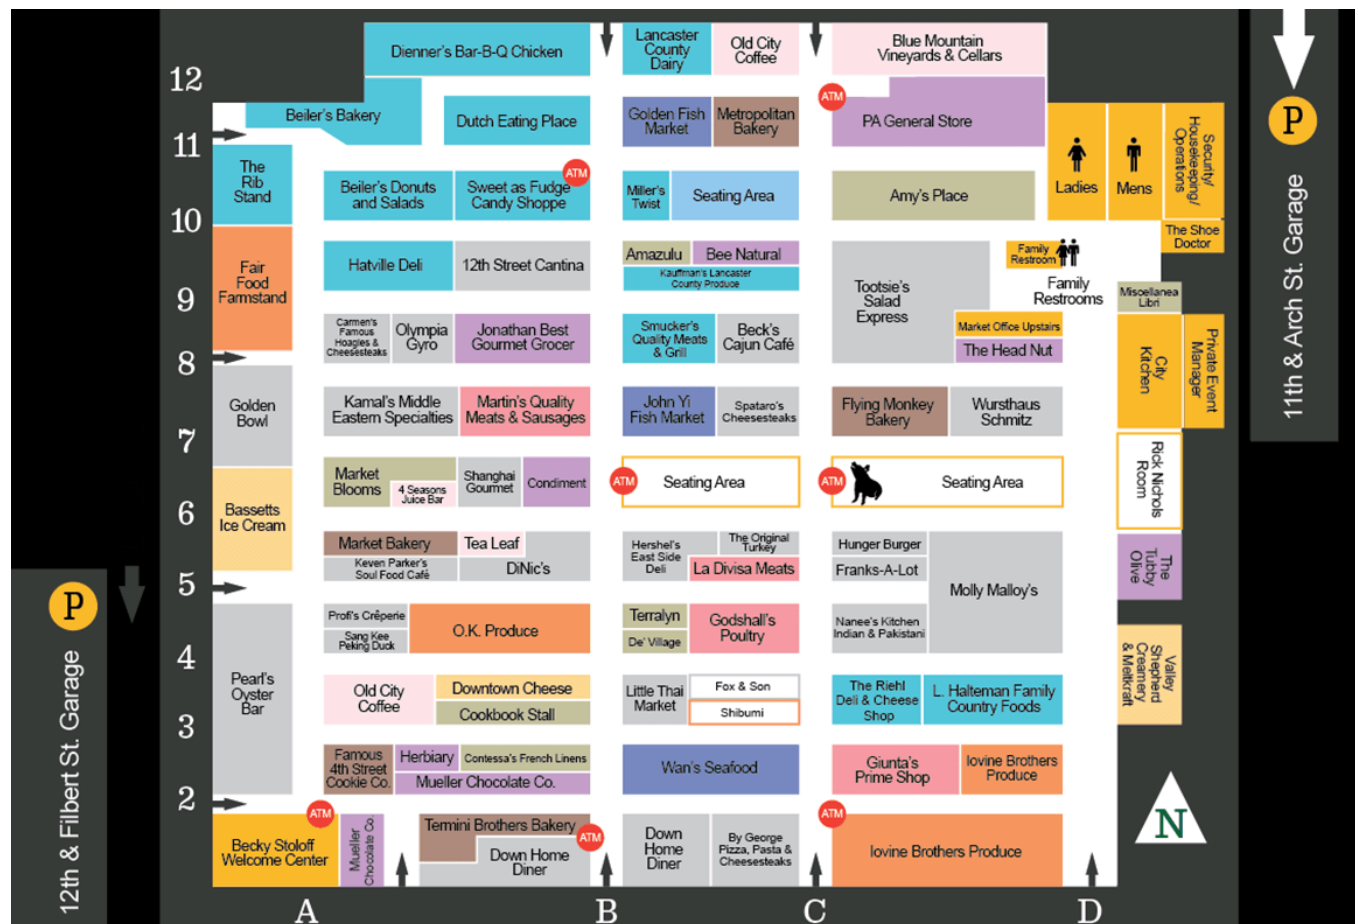 Dienner's Bar-B-Q Chicken
Lancaster
County
Dairy
Old City
Coffee
Blue Mountain
Vineyards & Cellars
12
ATM
P
Beiler's Bakery
Dutch Eating Place
Golden Fish
Market
Metropolitan
Bakery
PA General Store
11
The
Rib
Stand
Beiler's Donuts
and Salads
Sweet as Fudge
Candy Shoppe
ATM
Miller's
Twist
Seating Area
Amy's Place
Ladies
Mens
Security/
Housekeeping/
Operations
10
The Shoe
Doctor
Fair
Food
Farmstand
Hatville Deli
12th Street Cantina
Amazulu
Bee Natural
Kauffman's Lancaster
County Produce
Tootsie's
Salad
Express
Family
Restroom
Family
Restrooms
11th & Arch St. Garage
9
Miscellanea
Libri
Carmen's
Famous
Hoagies &
Cheesesteaks
Olympia
Gyro
Jonathan Best
Gourmet Grocer
Smucker's
Quality Meats
& Grill
Beck's
Cajun Café
Market Office Upstairs
The Head Nut
City
Kitchen
Private Event
Manager
8
Golden
Bowl
Kamal's Middle
Eastern Specialties
Martin's Quality
Meats & Sausages
John Yi
Fish Market
Spataro's
Cheesesteaks
Flying Monkey
Bakery
Wursthaus
Schmitz
7
Market
Blooms
4 Seasons
Juice Bar
Shanghai
Gourmet
Condiment
ATM
Seating Area
ATM
Seating Area
Rick Nichols
Room
6
Bassetts
Ice Cream
Market Bakery
Tea Leaf
Keven Parker's
Soul Food Café
DiNic's
Hershel's
East Side
Deli
The Original
Turkey
La Divisa Meats
Hunger Burger
Franks-A-Lot
Molly Malloy's
The
Tubby
Olive
5
P
Profi's Crêperie
Sang Kee
Peking Duck
O.K. Produce
Terralyn
De' Village
Godshall's
Poultry
Nanee's Kitchen
Indian & Pakistani
4
Valley
Shepherd
Creamery
& Meltkraft
Pearl's
Oyster
Bar
Old City
Coffee
Downtown Cheese
Cookbook Stall
Little Thai
Market
Fox & Son
Shibumi
The Riehl
Deli & Cheese
Shop
L. Halteman Family
Country Foods
3
Famous
4th Street
Cookie Co.
Herbiary
Contessa's French Linens
Mueller Chocolate Co.
Wan's Seafood
Giunta's
Prime Shop
Iovine Brothers
Produce
2
12th & Filbert St. Garage
ATM
Becky Stoloff
Welcome Center
Mueller
Chocolate Co.
Termini Brothers Bakery
ATM
Down Home
Diner
Down
Home
Diner
By George
Pizza, Pasta &
Cheesesteaks
ATM
Iovine Brothers Produce
N
A
B
C
D